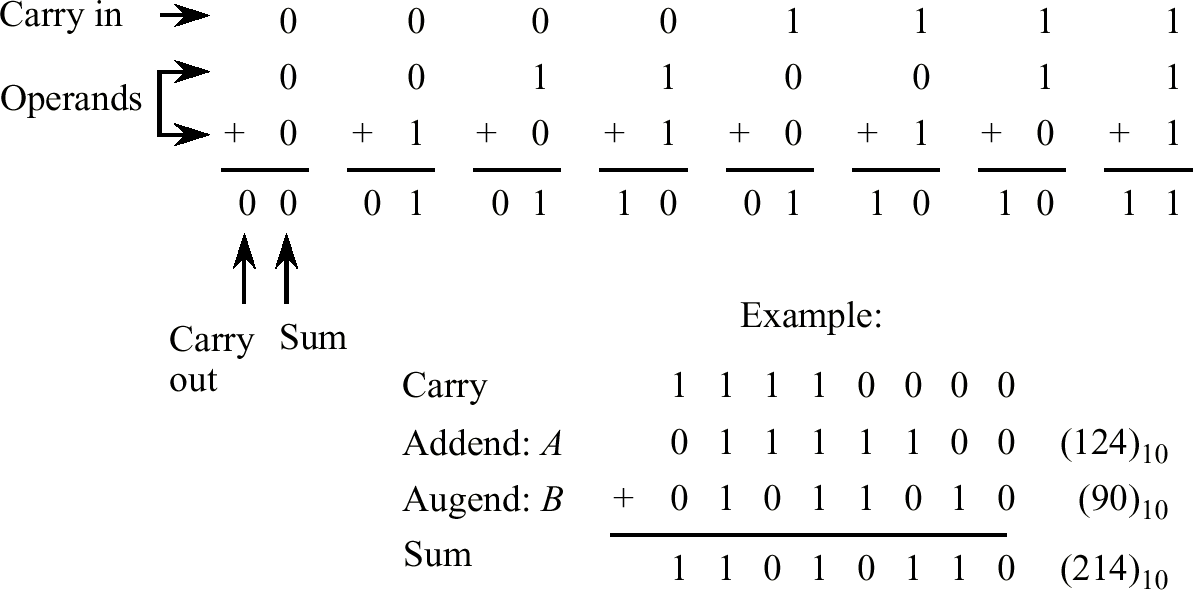 Carry in 0 0 0 0 1 1 1 1
0 0 1 1 0 0 1 1
Operands
+ 0 + 1 + 0 + 1 + 0 + 1 + 0 + 1
0 0 0 1 0 1 1 0 0 1 1 0 1 0 1 1
Carry out
Sum
Example:
Carry 1 1 1 1 0 0 0 0
Addend: A 0 1 1 1 1 1 0 0 (124)10
Augend: B + 0 1 0 1 1 0 1 0 (90)10
Sum 1 1 0 1 0 1 1 0 (214)10